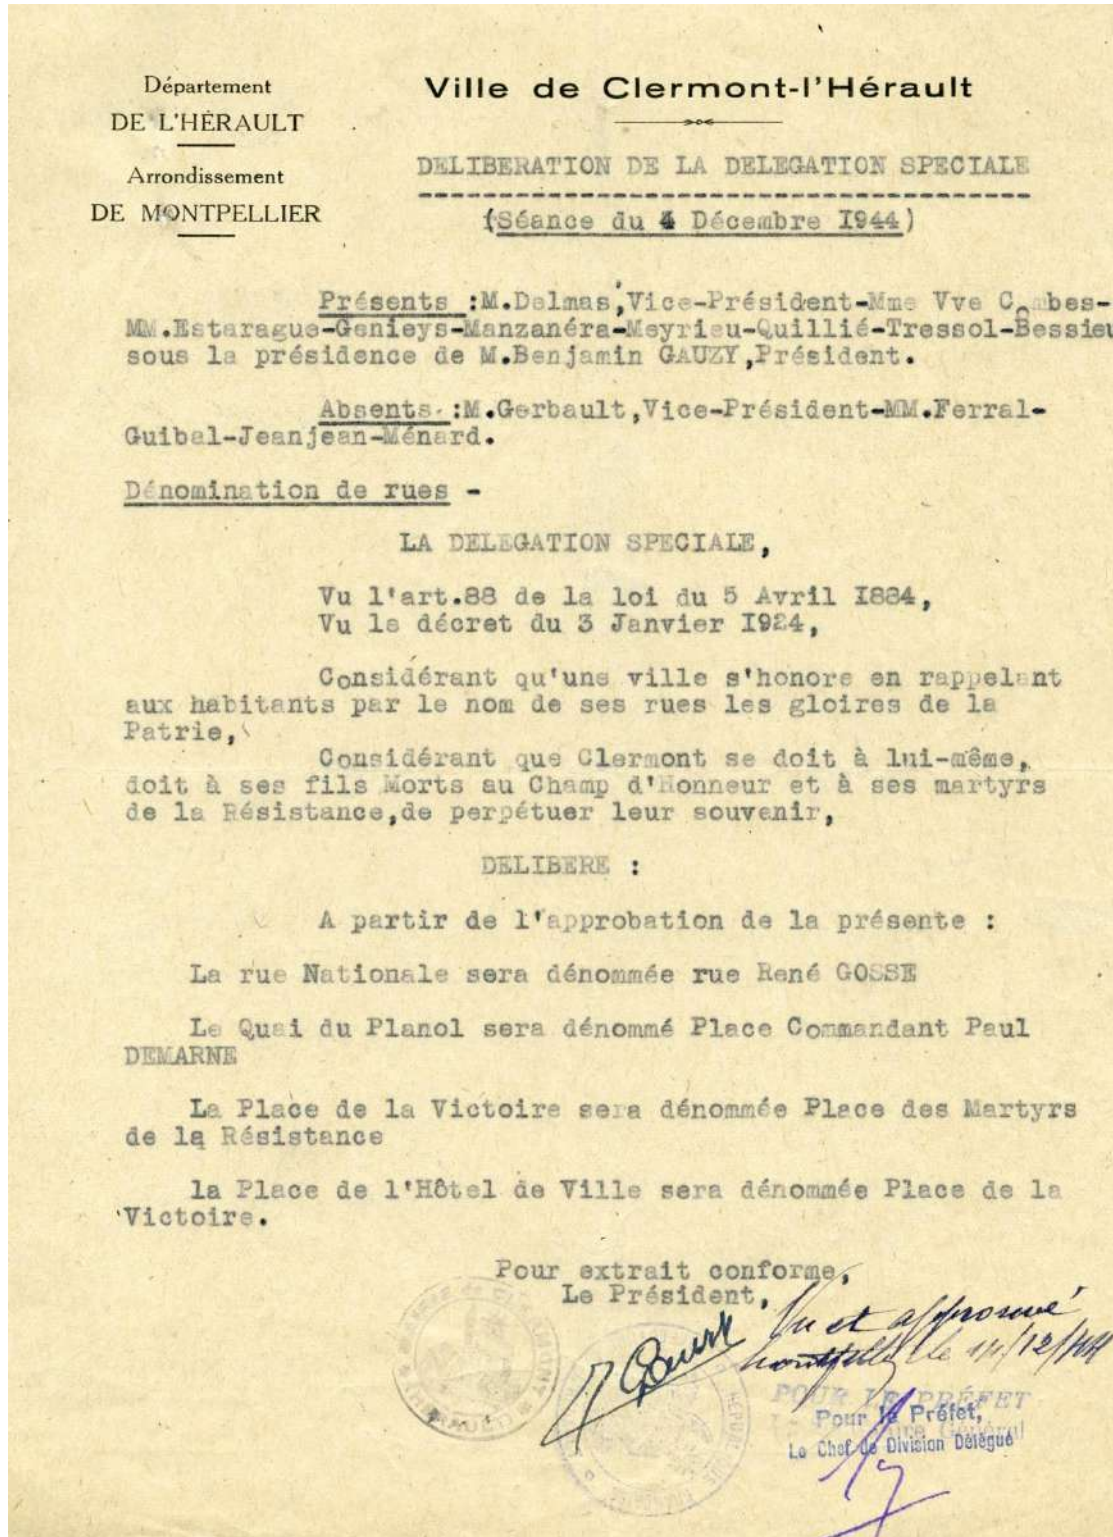 Département
DE L'HÉRAULT
Arrondissement
DE MONTPELLIER
Ville de Clermont-l'Hérault
DELIBERATION DE LA DELEGATION SPECIALE
(Séance du 4 Décembre I944)
Présents :M.Delmas,Vice-Président-Mme Vve Combes-
MM.Estarague-Genieys-Manzanéra-Meyrieu-Quillié-Tressol-Bessieu
sous la présidence de M.Benjamin GAUZY,Président.
Absents :M.Gerbault,Vice-Président-MM.Ferral-
Guibal-Jeanjean-Ménard.
Dénomination de rues -
LA DELEGATION SPECIALE,
Vu l'art.88 de la loi du 5 Avril I884,
Vu le décret du 3 Janvier I924,
Considérant qu'une ville s'honore en rappelant
aux habitants par le nom de ses rues les gloires de la
Patrie,
Considérant que Clermont se doit à lui-même,
doit à ses fils Morts au Champ d'Honneur et à ses martyrs
de la Résistance,de perpétuer leur souvenir,
DELIBERE :
A partir de l'approbation de la présente :
La rue Nationale sera dénommée rue René GOSSE
Le Quai du Planol sera dénommé Place Commandant Paul
DEMARNE
La Place de la Victoire sera dénommée Place des Martyrs
de la Résistance
la Place de l'Hôtel de Ville sera dénommée Place de la
Victoire.
Pour extrait conforme,
Le Président,
Vu et approuvé
Montpellier le /12/44
POUR LE PRÉFET
Pour le Préfet,
Le Chef de Division Délégué